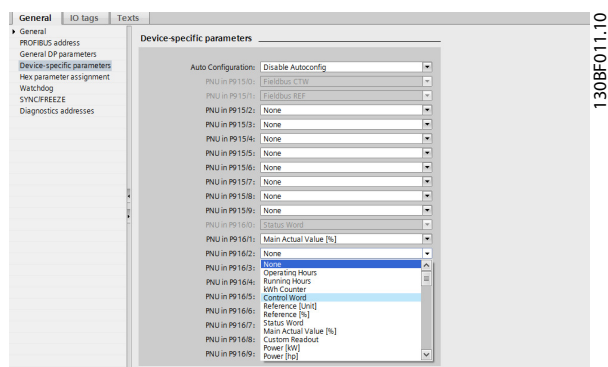 General IO tags Texts
General
PROFIBUS address
General DP parameters
Device-specific parameters
Hex parameter assignment
Watchdog
SYNC/FREEZE
Diagnostics addresses
Device-specific parameters
Auto Configuration: Disable Autoconfig
PNU in P915/0: Fieldbus CTW
PNU in P915/1: Fieldbus REF
PNU in P915/2: None
PNU in P915/3: None
PNU in P915/4: None
PNU in P915/5: None
PNU in P915/6: None
PNU in P915/7: None
PNU in P915/8: None
PNU in P915/9: None
PNU in P916/0: Status Word
PNU in P916/1: Main Actual Value [%]
PNU in P916/2: None
PNU in P916/3:
PNU in P916/4:
PNU in P916/5:
PNU in P916/6:
PNU in P916/7:
PNU in P916/8:
PNU in P916/9:
None
Operating Hours
Running Hours
kWh Counter
Control Word
Reference [Unit]
Reference [%]
Status Word
Main Actual Value [%]
Custom Readout
Power [kW]
Power [hp]
130BF011.10